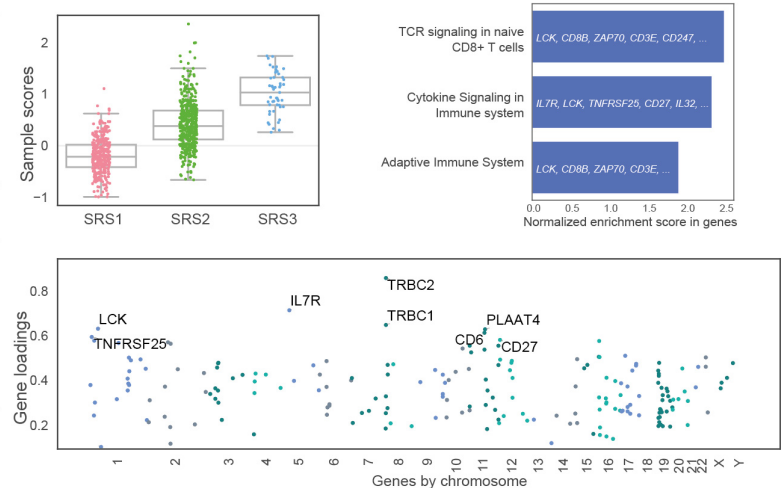 Sample scores
2
1
0
−1
SRS1
SRS2
SRS3
TCR signaling in naive
CD8+ T cells
LCK, CD8B, ZAP70, CD3E, CD247, ...
Cytokine Signaling in
Immune system
IL7R, LCK, TNFRSF25, CD27, IL32, ...
Adaptive Immune System
LCK, CD8B, ZAP70, CD3E, ...
0.0 0.5 1.0 1.5 2.0 2.5
Normalized enrichment score in genes
Gene loadings
0.8
0.6
0.4
0.2
TRBC2
IL7R
LCK
TRBC1
PLAAT4
TNFRSF25
CD6
CD27
1 2 3 4 5 6 7 8 9 10 11 12 13 14 15 16 17 18 19 20 21 22 X Y
Genes by chromosome